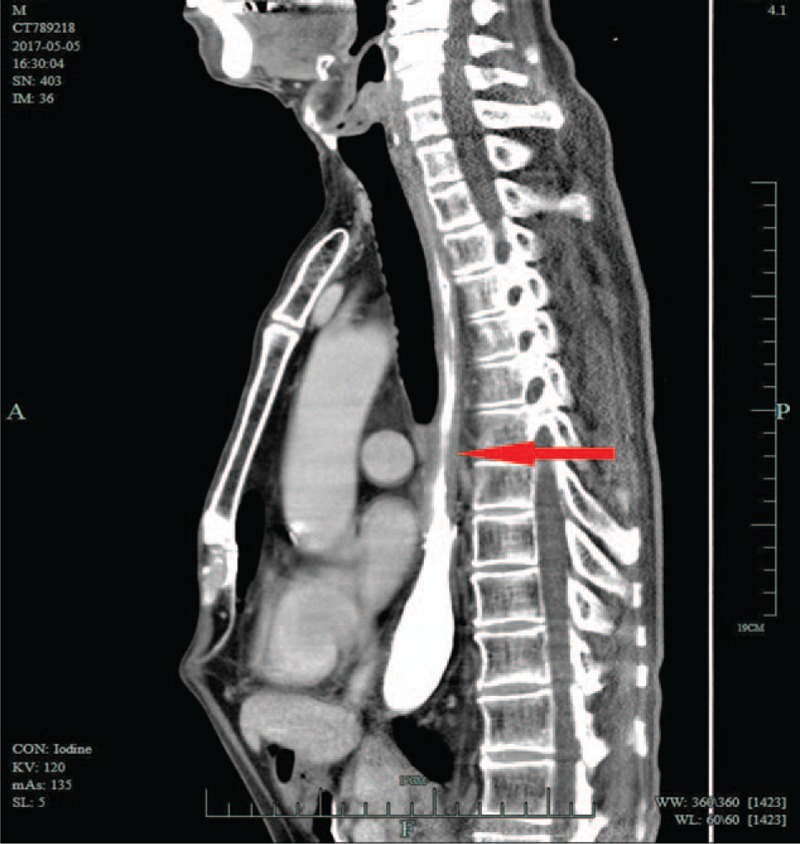 M
CT789218
2017-05-05
16:30:04
SN: 403
IM: 36
4.1
A
P
19CM
CON: Iodine
KV: 120
mAs: 135
SL: 5
F
WW: 360\360 [1423]
WL: 60\60 [1423]